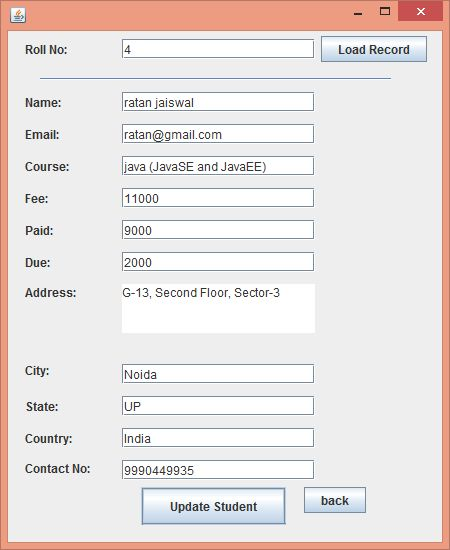 Roll No: 4 Load Record
Name: ratan jaiswal
Email: ratan@gmail.com
Course: java (JavaSE and JavaEE)
Fee: 11000
Paid: 9000
Due: 2000
Address: G-13, Second Floor, Sector-3
City: Noida
State: UP
Country: India
Contact No: 9990449935
Update Student back